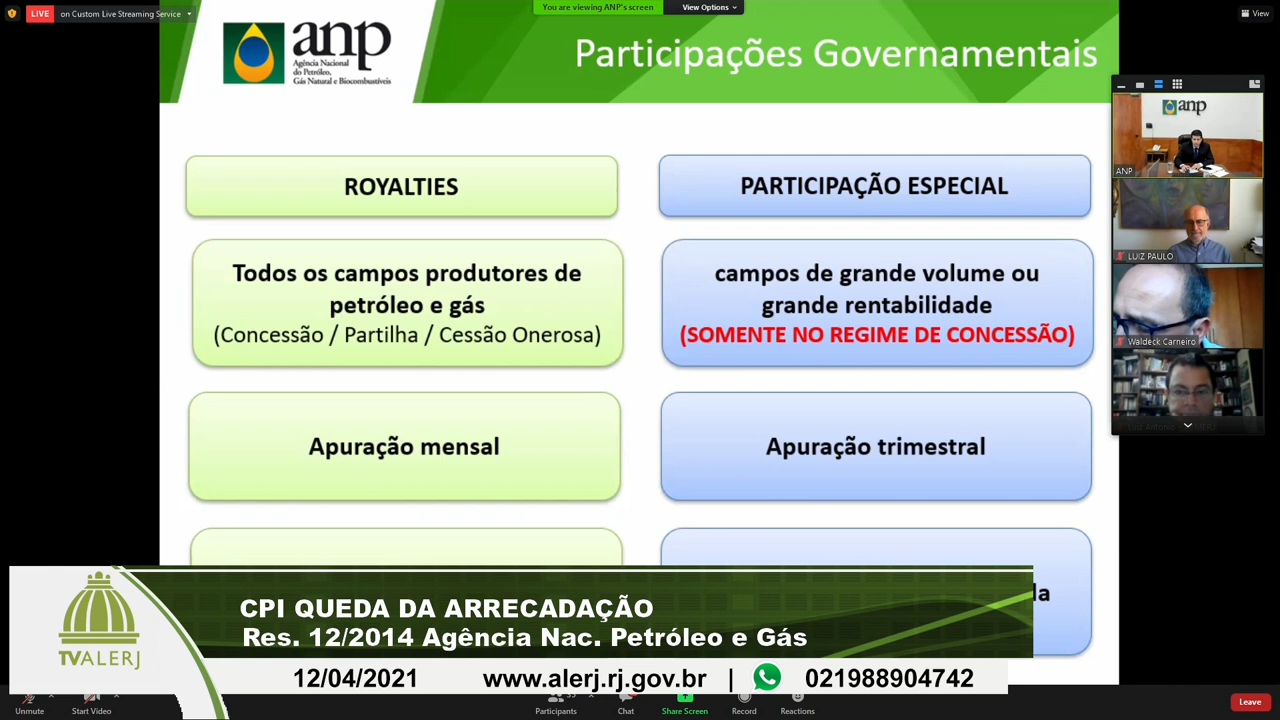 LIVE on Custom Live Streaming Service
You are viewing ANP's screen
View Options
View
anp
Agência Nacional
do Petróleo,
Gás Natural e Biocombustíveis
Participações Governamentais
ROYALTIES
PARTICIPAÇÃO ESPECIAL
Todos os campos produtores de
petróleo e gás
(Concessão / Partilha / Cessão Onerosa)
campos de grande volume ou
grande rentabilidade
(SOMENTE NO REGIME DE CONCESSÃO)
Apuração mensal
Apuração trimestral
da
anp
ANP
LUIZ PAULO
Waldeck Carneiro
TVALERJ
CPI QUEDA DA ARRECADAÇÃO
Res. 12/2014 Agência Nac. Petróleo e Gás
12/04/2021 www.alerj.rj.gov.br | 021988904742
Unmute
Start Video
Participants
Chat
Share Screen
Record
Reactions
Leave